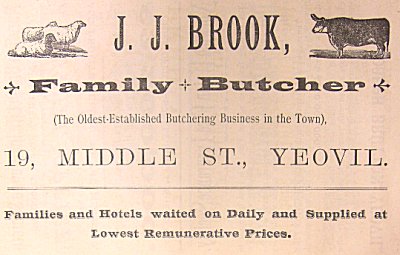 J. J. BROOK,
Family Butcher
(The Oldest-Established Butchering Business in the Town),
19, MIDDLE ST., YEOVIL.
Families and Hotels waited on Daily and Supplied at
Lowest Remunerative Prices.